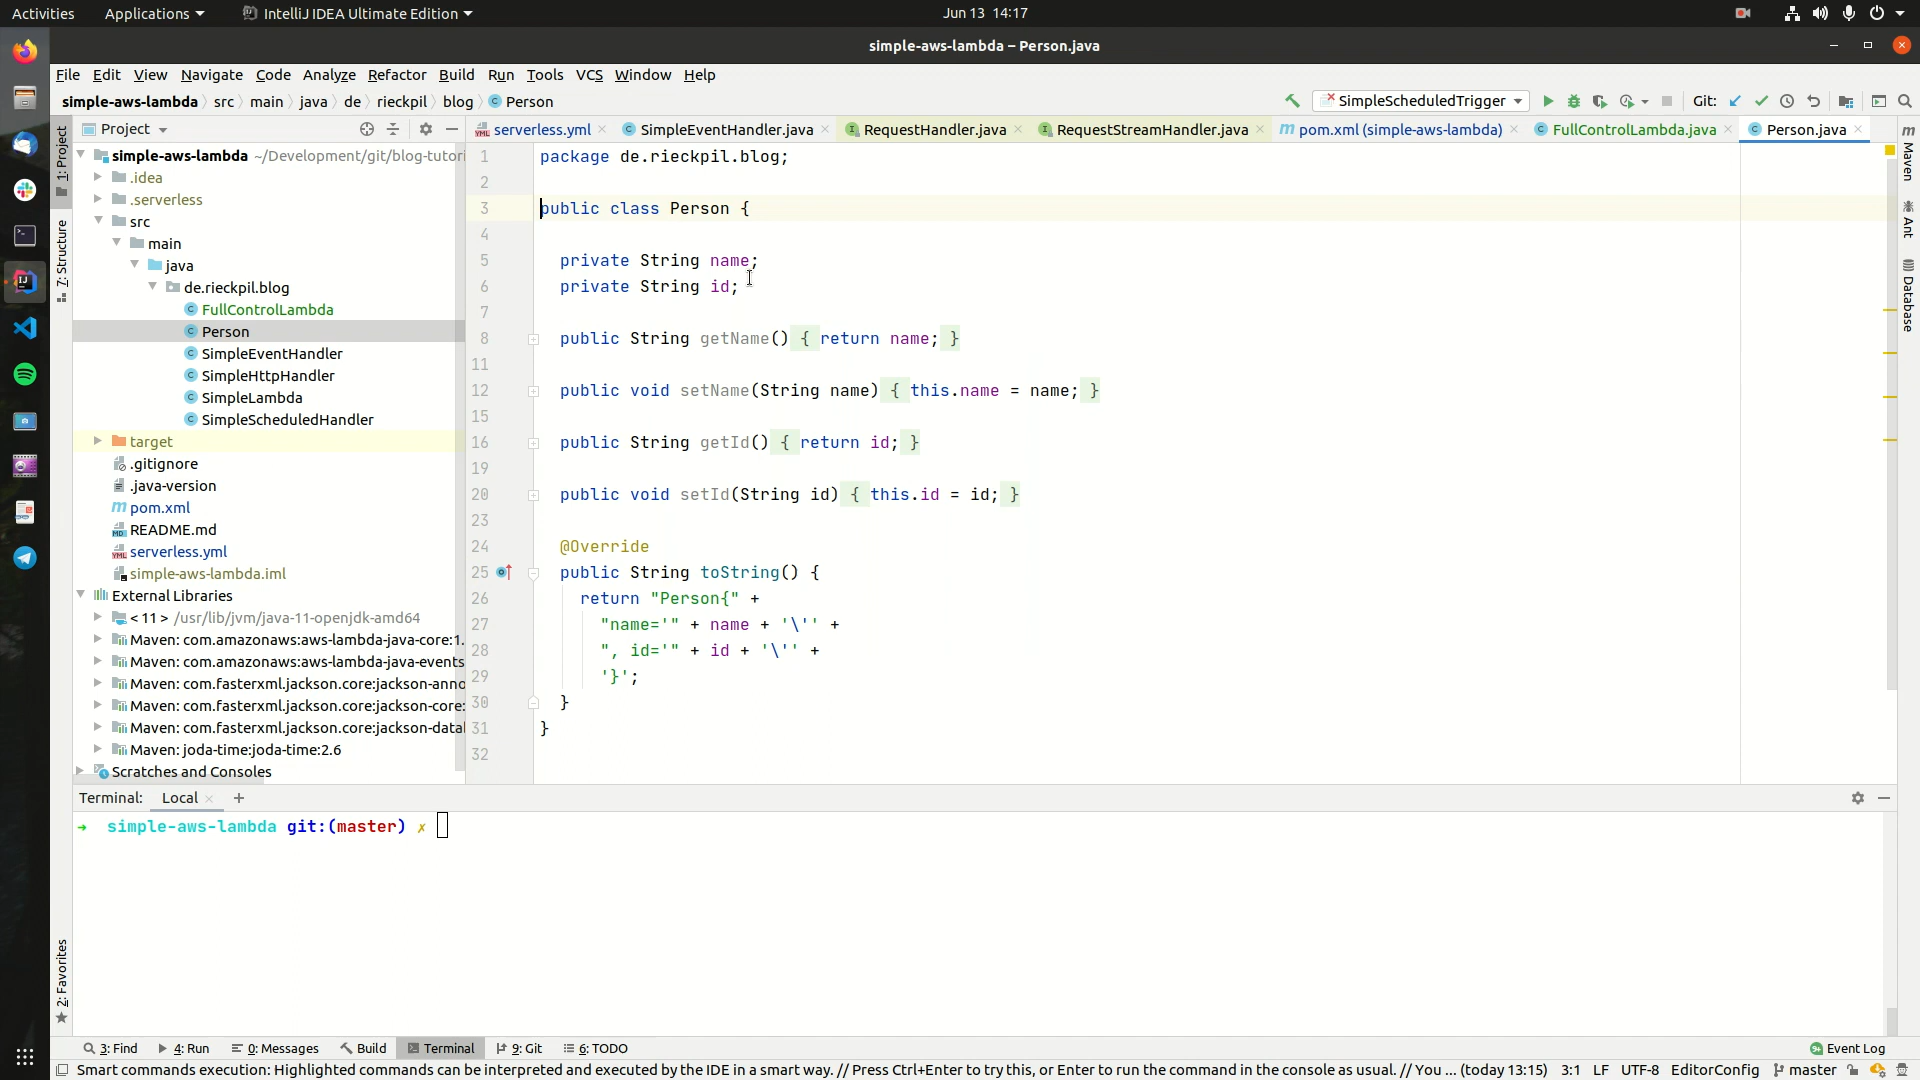 Activities Applications IntelliJ IDEA Ultimate Edition Jun 13 14:17
simple-aws-lambda – Person.java
File Edit View Navigate Code Analyze Refactor Build Run Tools VCS Window Help
simple-aws-lambda src main java de rieckpil blog Person SimpleScheduledTrigger Git:
Project serverless.yml SimpleEventHandler.java RequestHandler.java RequestStreamHandler.java pom.xml (simple-aws-lambda) FullControlLambda.java Person.java
1: Project
7: Structure
2: Favorites
simple-aws-lambda ~/Development/git/blog-tutori
.idea
.serverless
src
main
java
de.rieckpil.blog
FullControlLambda
Person
SimpleEventHandler
SimpleHttpHandler
SimpleLambda
SimpleScheduledHandler
target
.gitignore
.java-version
pom.xml
README.md
serverless.yml
simple-aws-lambda.iml
External Libraries
< 11 > /usr/lib/jvm/java-11-openjdk-amd64
Maven: com.amazonaws:aws-lambda-java-core:1.
Maven: com.amazonaws:aws-lambda-java-events
Maven: com.fasterxml.jackson.core:jackson-anno
Maven: com.fasterxml.jackson.core:jackson-core:
Maven: com.fasterxml.jackson.core:jackson-datal
Maven: joda-time:joda-time:2.6
Scratches and Consoles
1 package de.rieckpil.blog;
2
3 public class Person {
4
5 private String name;
6 private String id;
7
8 public String getName() { return name; }
11
12 public void setName(String name) { this.name = name; }
15
16 public String getId() { return id; }
19
20 public void setId(String id) { this.id = id; }
23
24 @Override
25 public String toString() {
26 return "Person{" +
27 "name='" + name + '\'' +
28 ", id='" + id + '\'' +
29 '}';
30 }
31 }
32
Maven
Ant
Database
Terminal: Local +
➜ simple-aws-lambda git:(master) ✗
3: Find 4: Run 0: Messages Build Terminal 9: Git 6: TODO Event Log
Smart commands execution: Highlighted commands can be interpreted and executed by the IDE in a smart way. // Press Ctrl+Enter to try this, or Enter to run the command in the console as usual. // You ... (today 13:15) 3:1 LF UTF-8 EditorConfig master